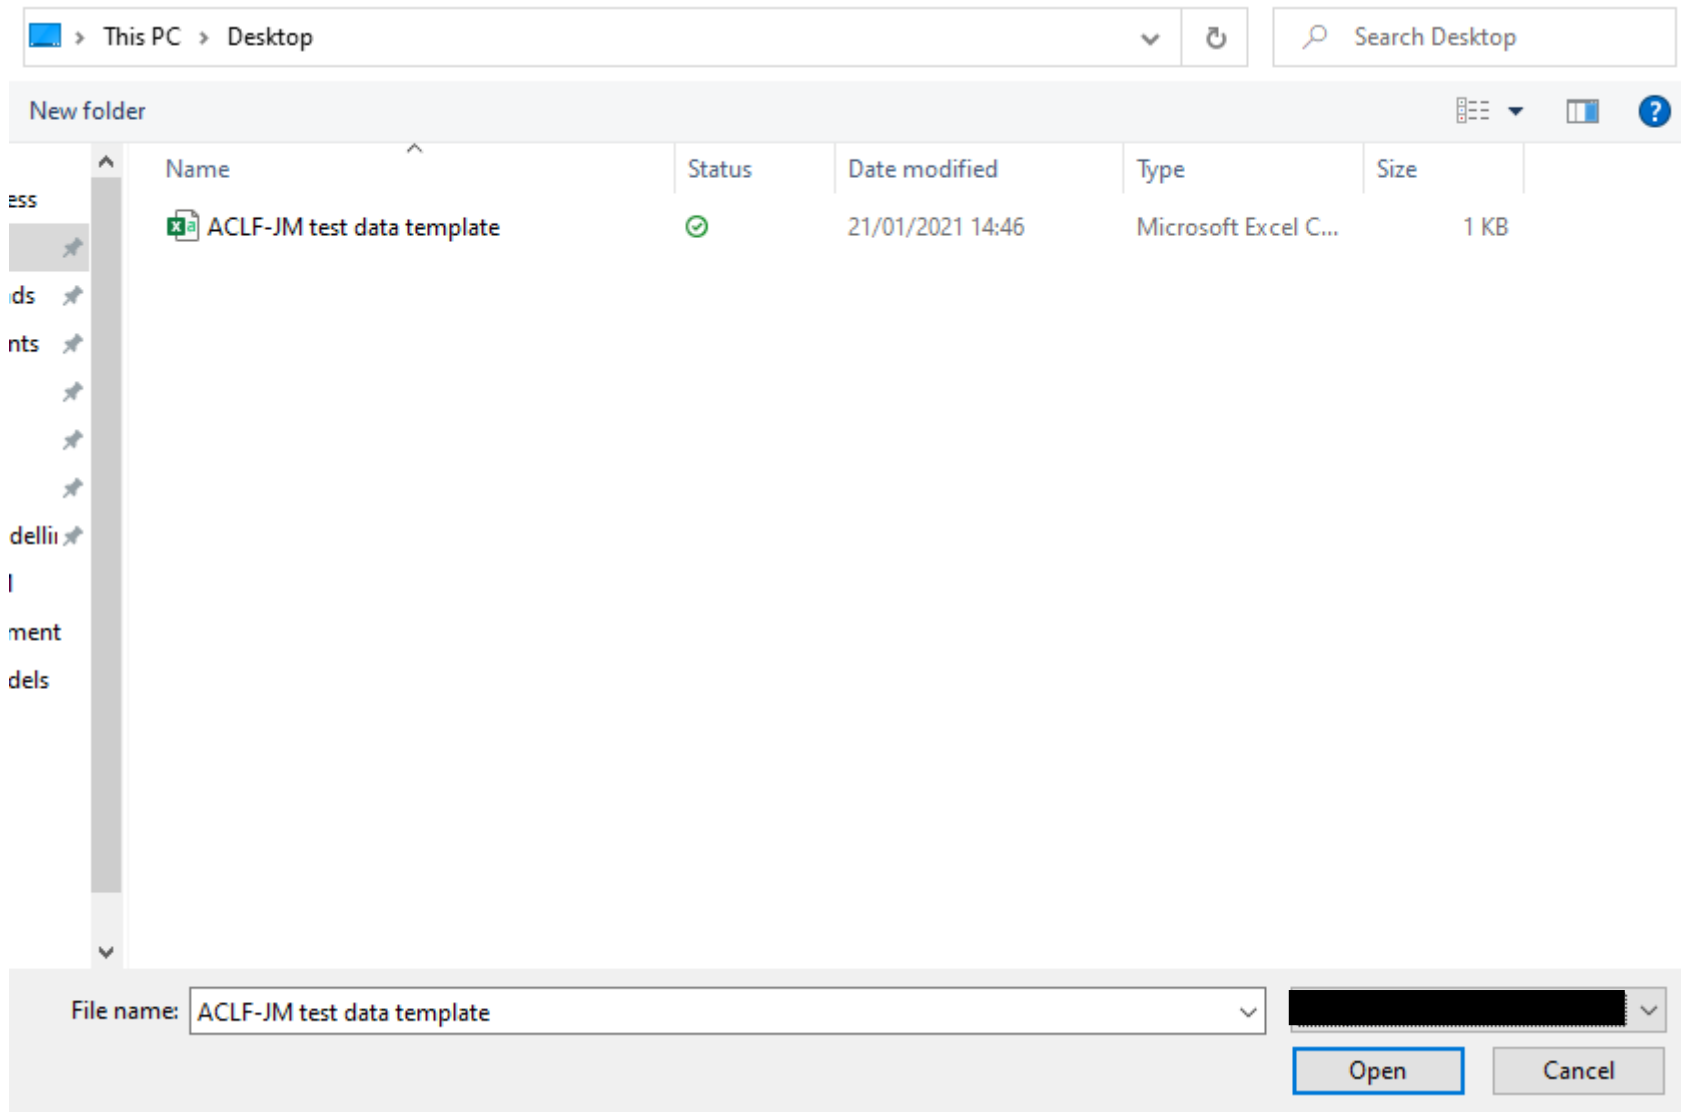 This PC > Desktop
Search Desktop
New folder
?
Name Status Date modified Type Size
ACLF-JM test data template 21/01/2021 14:46 Microsoft Excel C... 1 KB
ess
ds
nts
delli
ment
dels
File name: ACLF-JM test data template
Open Cancel